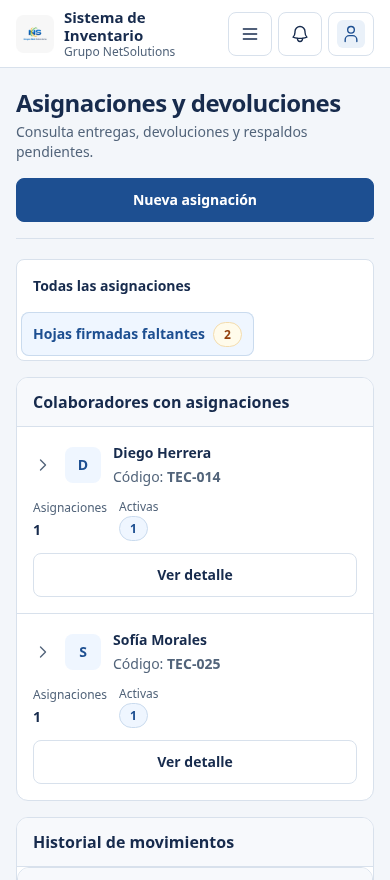 NS
Sistema de
Inventario
Grupo NetSolutions
Asignaciones y devoluciones
Consulta entregas, devoluciones y respaldos
pendientes.
Nueva asignación
Todas las asignaciones
Hojas firmadas faltantes 2
Colaboradores con asignaciones
D
Diego Herrera
Código: TEC-014
Asignaciones Activas
1 1
Ver detalle
S
Sofía Morales
Código: TEC-025
Asignaciones Activas
1 1
Ver detalle
Historial de movimientos